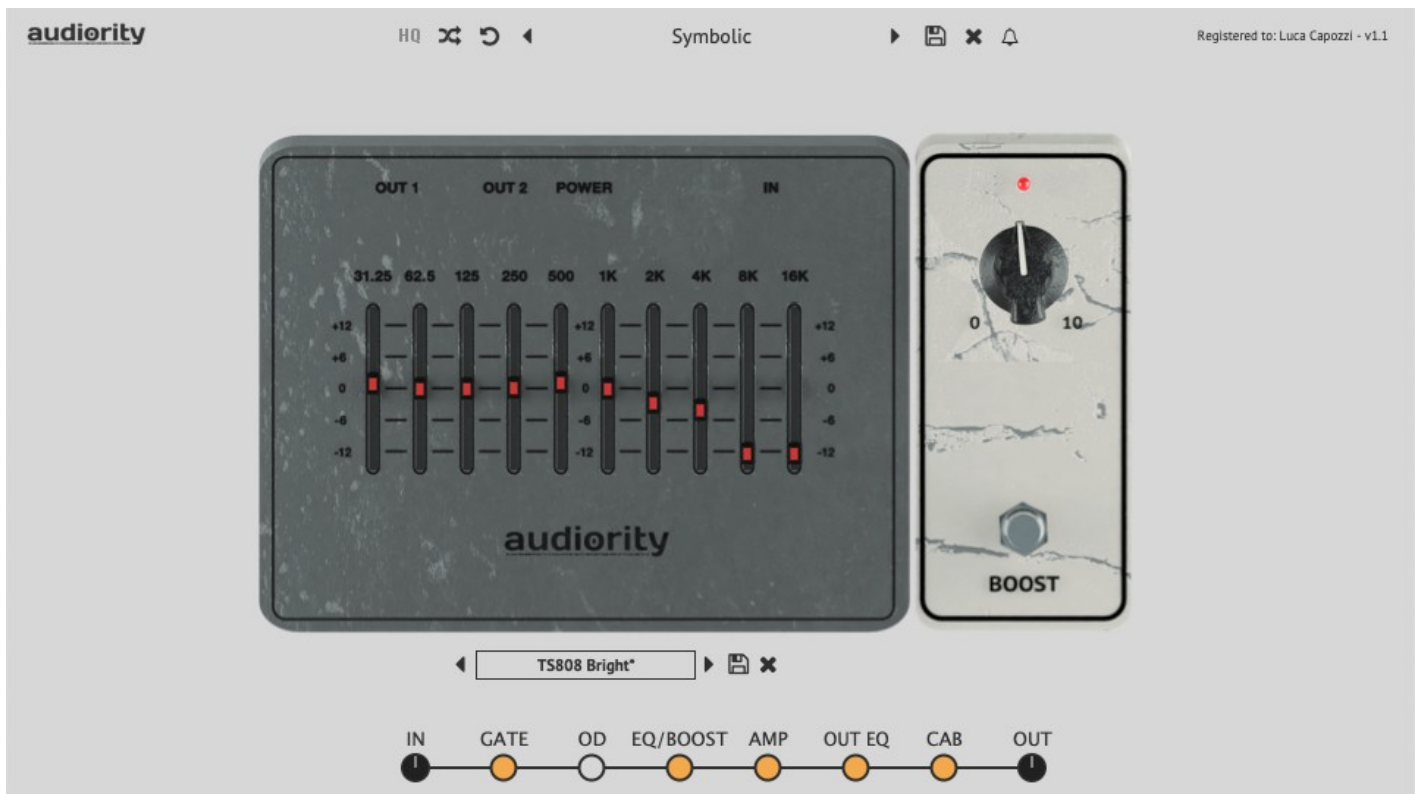 audiority
HQ
Symbolic
Registered to: Luca Capozzi - v1.1
OUT 1 OUT 2 POWER IN
31.25 62.5 125 250 500 1K 2K 4K 8K 16K
+12 +12 +12
+6 +6 +6
0 0 0
-6 -6 -6
-12 -12 -12
0 10
audiority
BOOST
TS808 Bright*
IN GATE OD EQ/BOOST AMP OUT EQ CAB OUT